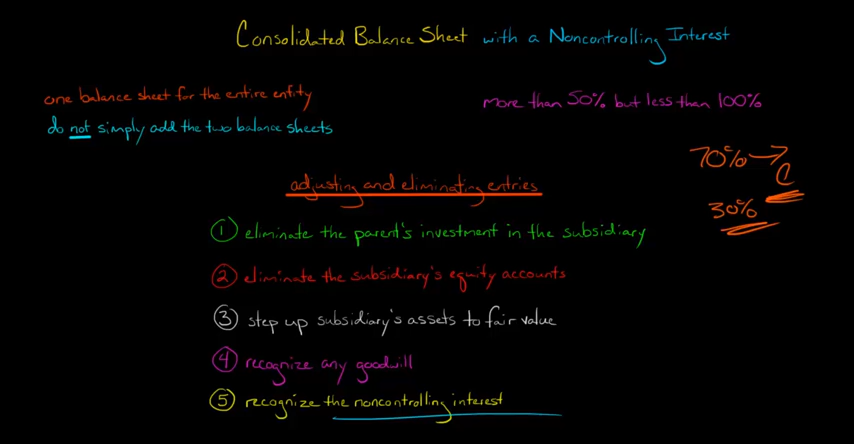 Consolidated Balance Sheet with a Noncontrolling Interest
one balance sheet for the entire entity
more than 50% but less than 100%
do not simply add the two balance sheets
70% → C
30%
adjusting and eliminating entries
① eliminate the parent's investment in the subsidiary
② eliminate the subsidiary's equity accounts
③ step up subsidiary's assets to fair value
④ recognize any goodwill
⑤ recognize the noncontrolling interest